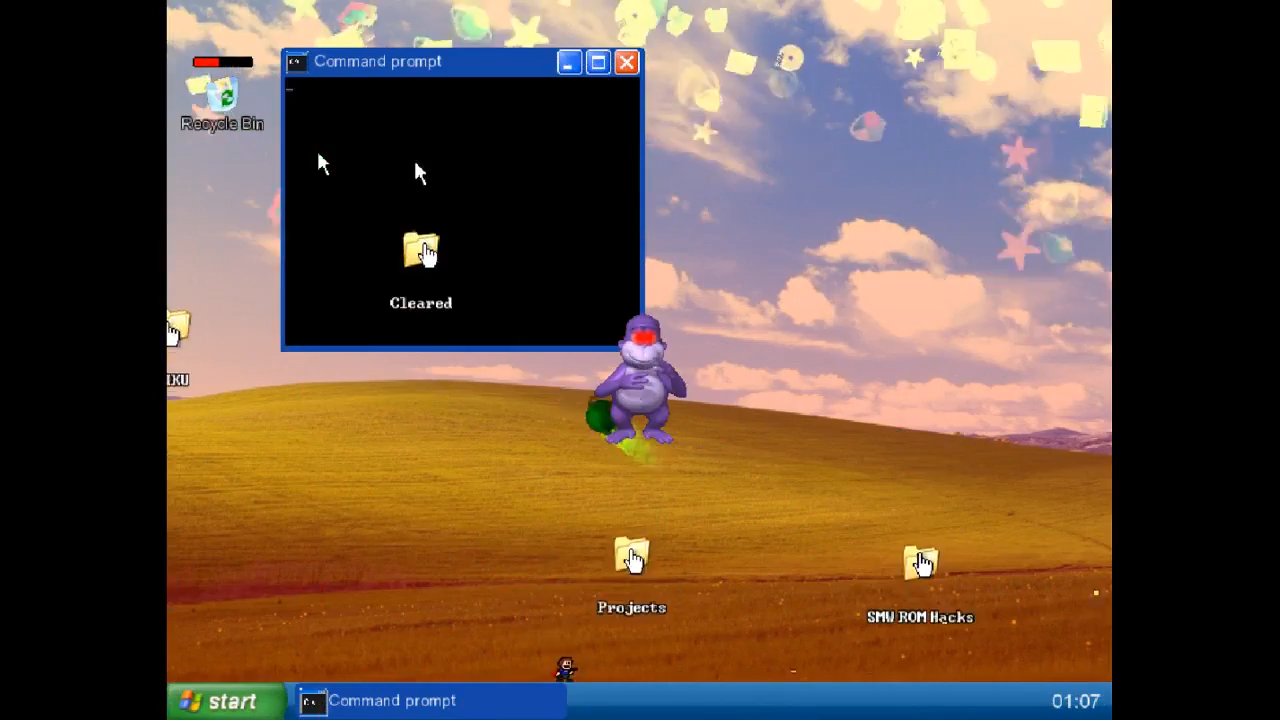 Command prompt
Recycle Bin
Cleared
IKU
Projects
SMW ROM Hacks
start
Command prompt
01:07